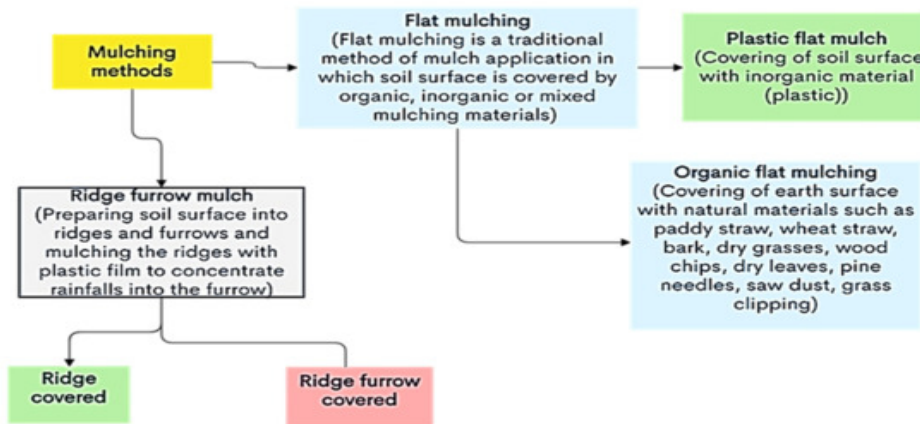 Mulching
methods
Flat mulching
(Flat mulching is a traditional
method of mulch application in
which soil surface is covered by
organic, inorganic or mixed
mulching materials)
Plastic flat mulch
(Covering of soil surface
with inorganic material
(plastic))
Organic flat mulching
(Covering of earth surface
with natural materials such as
paddy straw, wheat straw,
bark, dry grasses, wood
chips, dry leaves, pine
needles, saw dust, grass
clipping)
Ridge furrow mulch
(Preparing soil surface into
ridges and furrows and
mulching the ridges with
plastic film to concentrate
rainfalls into the furrow)
Ridge
covered
Ridge furrow
covered